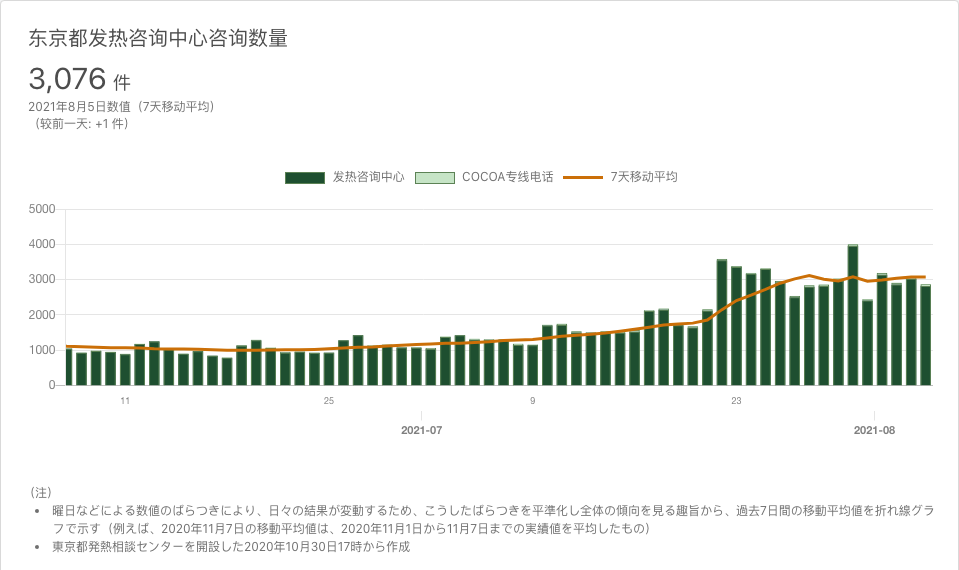 东京都发热咨询中心咨询数量
3,076 件
2021年8月5日数值（7天移动平均）
（较前一天: +1 件）
发热咨询中心 COCOA专线电话 7天移动平均
5000
4000
3000
2000
1000
0
11 25 9 23
2021-07 2021-08
（注）
• 曜日などによる数値のばらつきにより、日々の結果が変動するため、こうしたばらつきを平準化し全体の傾向を見る趣旨から、過去7日間の移動平均値を折れ線グラ
フで示す（例えば、2020年11月7日の移動平均値は、2020年11月1日から11月7日までの実績値を平均したもの）
• 東京都発熱相談センターを開設した2020年10月30日17時から作成